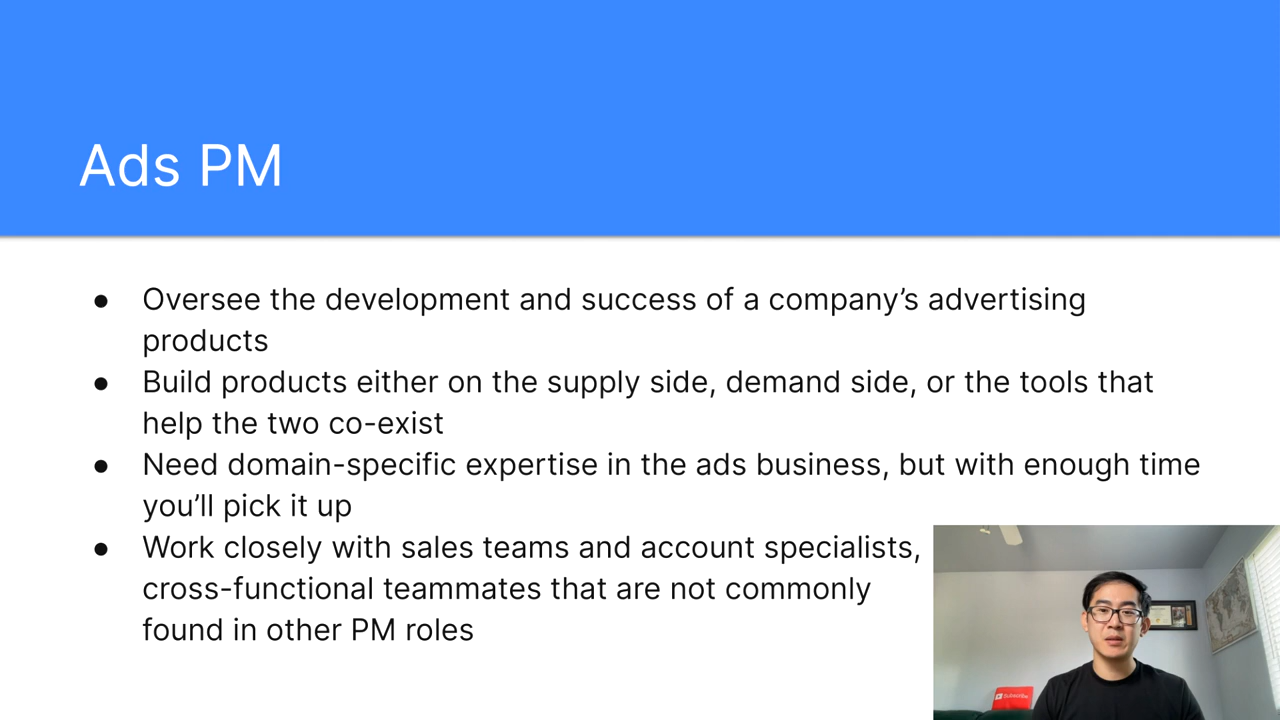 Ads PM
● Oversee the development and success of a company’s advertising
products
● Build products either on the supply side, demand side, or the tools that
help the two co-exist
● Need domain-specific expertise in the ads business, but with enough time
you’ll pick it up
● Work closely with sales teams and account specialists,
cross-functional teammates that are not commonly
found in other PM roles
Subscribe